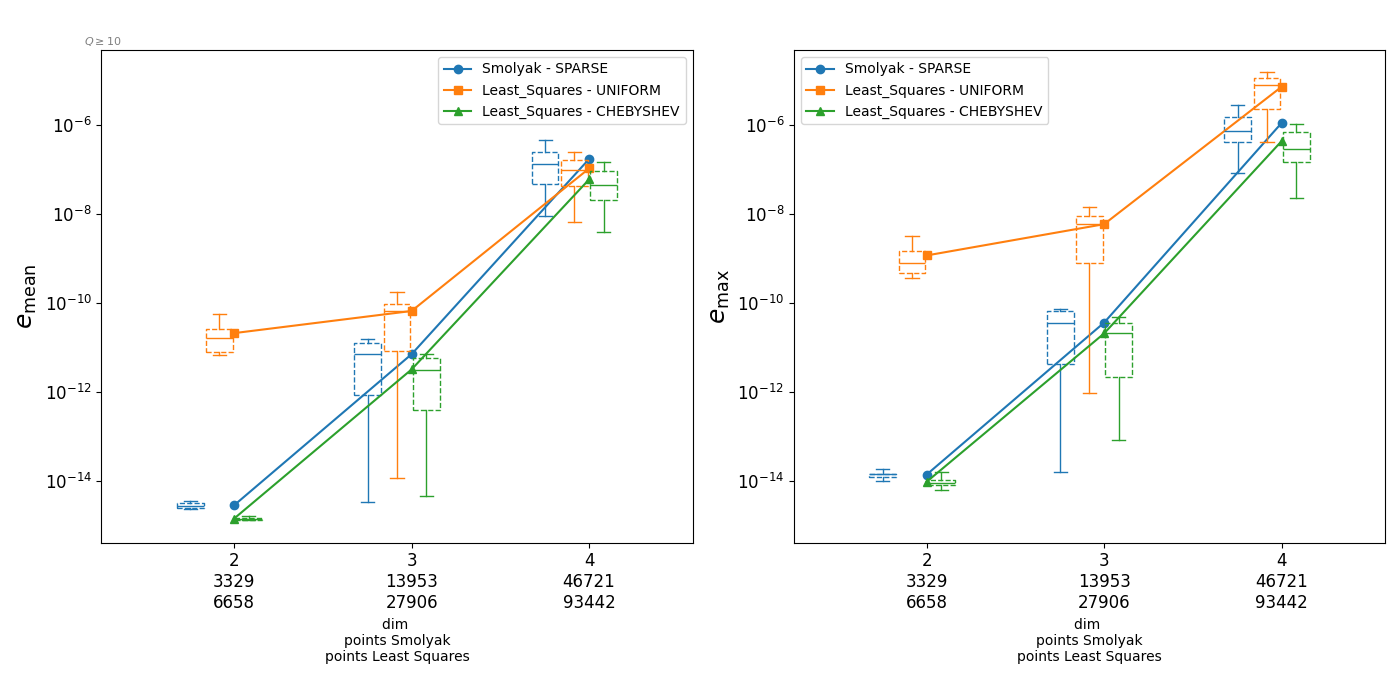 Q ≥ 10
Smolyak - SPARSE
Least_Squares - UNIFORM
Least_Squares - CHEBYSHEV
10⁻⁶
10⁻⁸
10⁻¹⁰
10⁻¹²
10⁻¹⁴
e_mean
2 3 4
3329 13953 46721
6658 27906 93442
dim
points Smolyak
points Least Squares
Smolyak - SPARSE
Least_Squares - UNIFORM
Least_Squares - CHEBYSHEV
10⁻⁶
10⁻⁸
10⁻¹⁰
10⁻¹²
10⁻¹⁴
e_max
2 3 4
3329 13953 46721
6658 27906 93442
dim
points Smolyak
points Least Squares